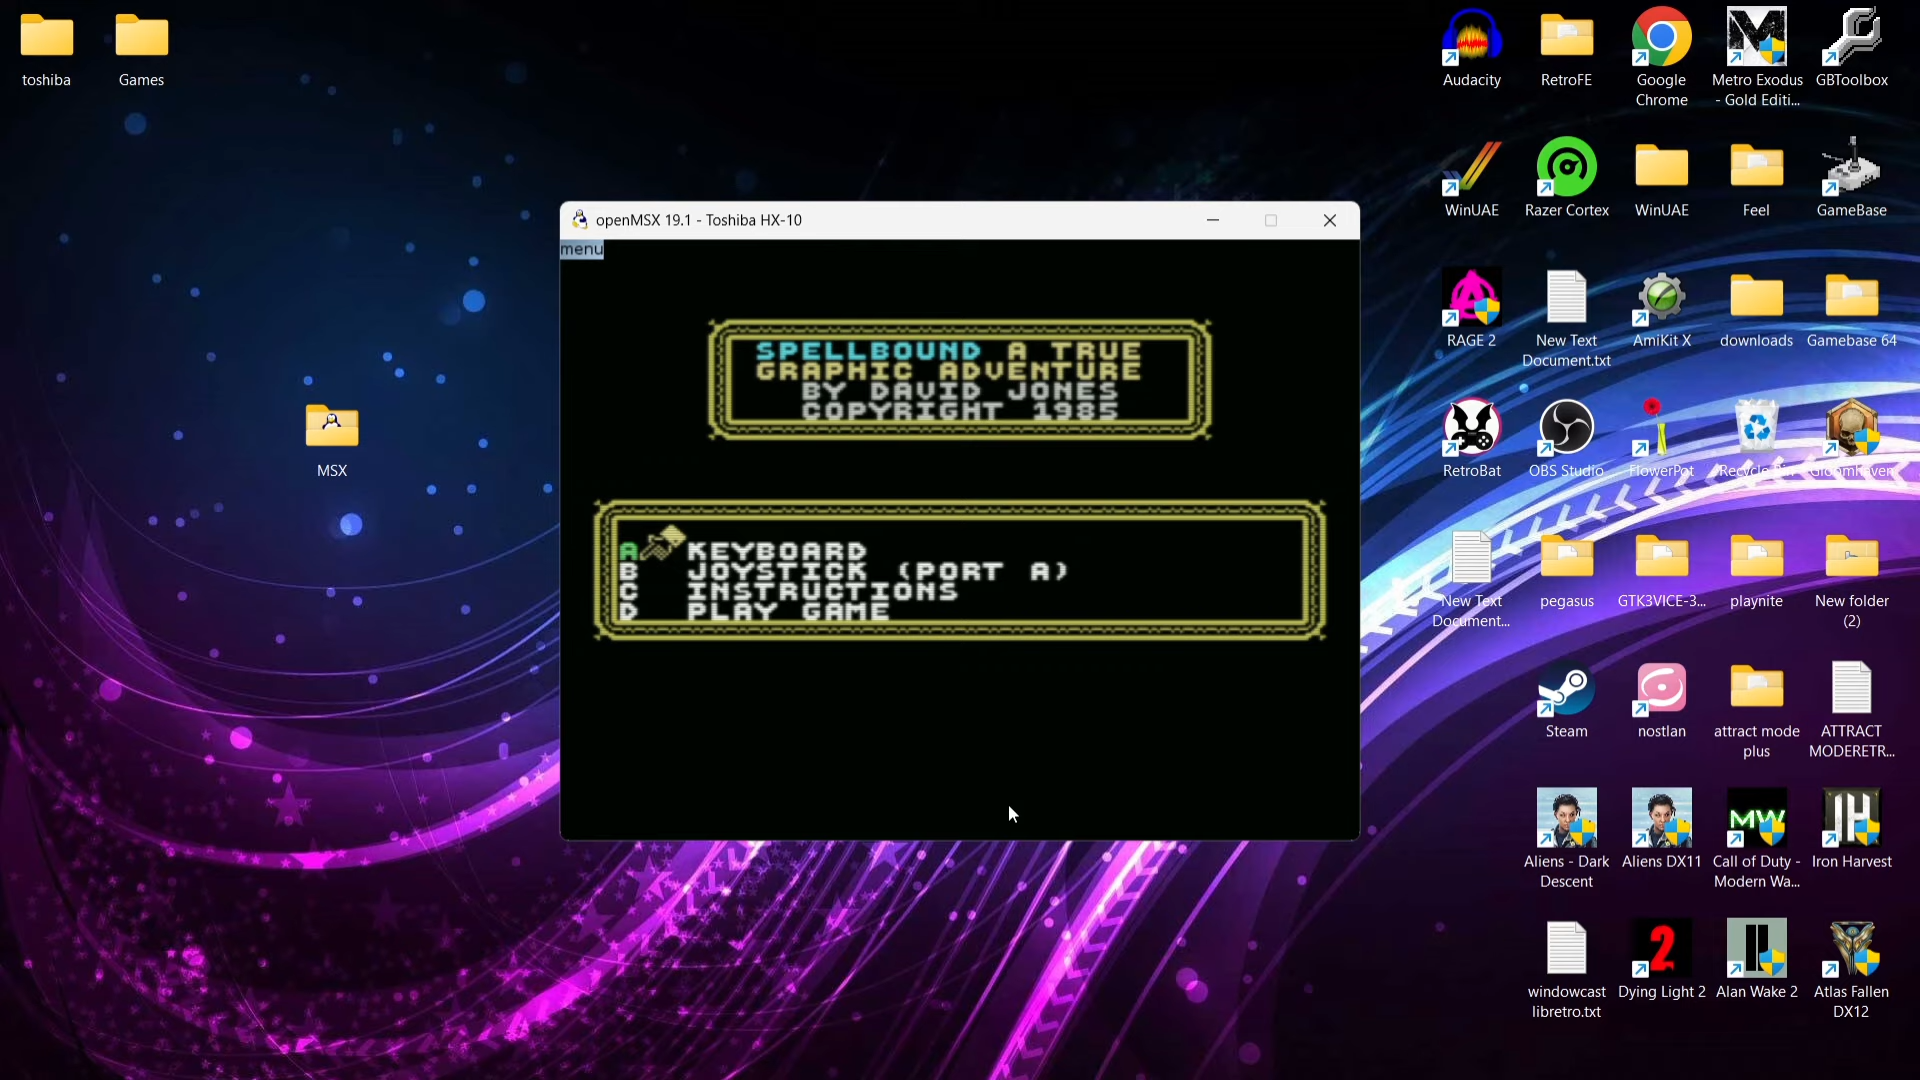 toshiba
Games
Audacity
RetroFE
Google
Chrome
Metro Exodus
- Gold Editi...
GBToolbox
WinUAE
Razer Cortex
WinUAE
Feel
GameBase
RAGE 2
New Text
Document.txt
AmiKit X
downloads
Gamebase 64
MSX
RetroBat
OBS Studio
FlowerPot
Recycle Bin
Gloomhaven
New Text
Document...
pegasus
GTK3VICE-3...
playnite
New folder
(2)
Steam
nostlan
attract mode
plus
ATTRACT
MODERETR...
Aliens - Dark
Descent
Aliens DX11
MW
Call of Duty -
Modern Wa...
Iron Harvest
windowcast
libretro.txt
2
Dying Light 2
Alan Wake 2
Atlas Fallen
DX12
openMSX 19.1 - Toshiba HX-10
menu
SPELLBOUND A TRUE
GRAPHIC ADVENTURE
BY DAVID JONES
COPYRIGHT 1985
A KEYBOARD
B JOYSTICK (PORT A)
C INSTRUCTIONS
D PLAY GAME